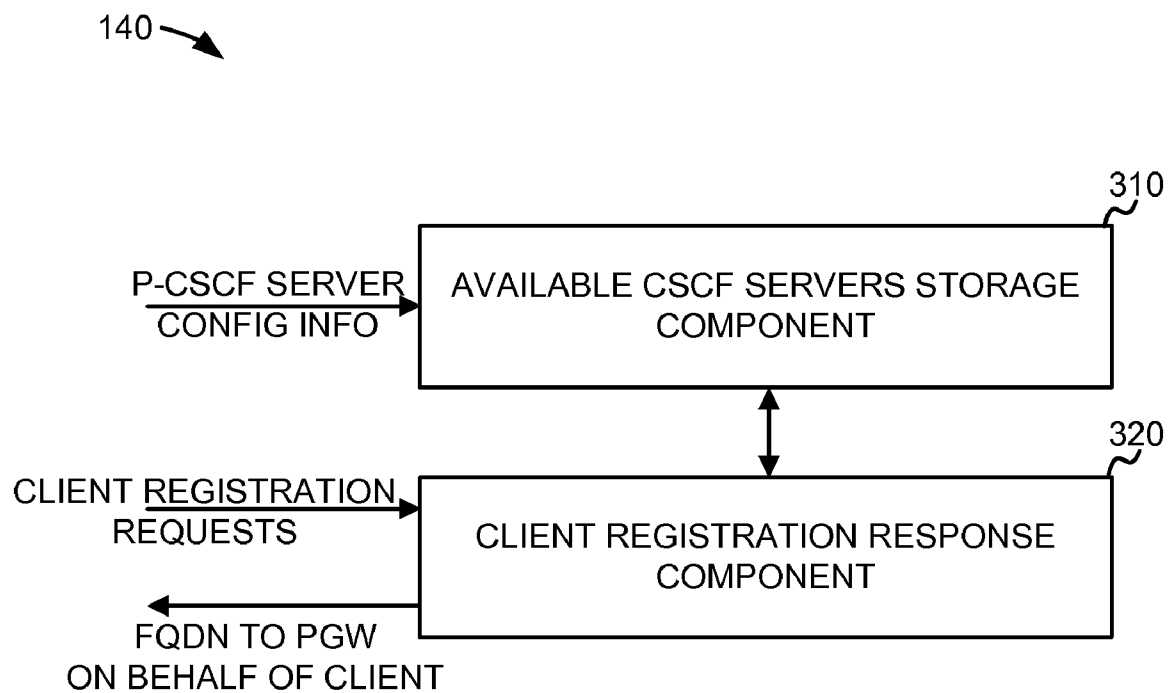 140
310
P-CSCF SERVER
CONFIG INFO
AVAILABLE CSCF SERVERS STORAGE
COMPONENT
320
CLIENT REGISTRATION
REQUESTS
CLIENT REGISTRATION RESPONSE
COMPONENT
FQDN TO PGW
ON BEHALF OF CLIENT